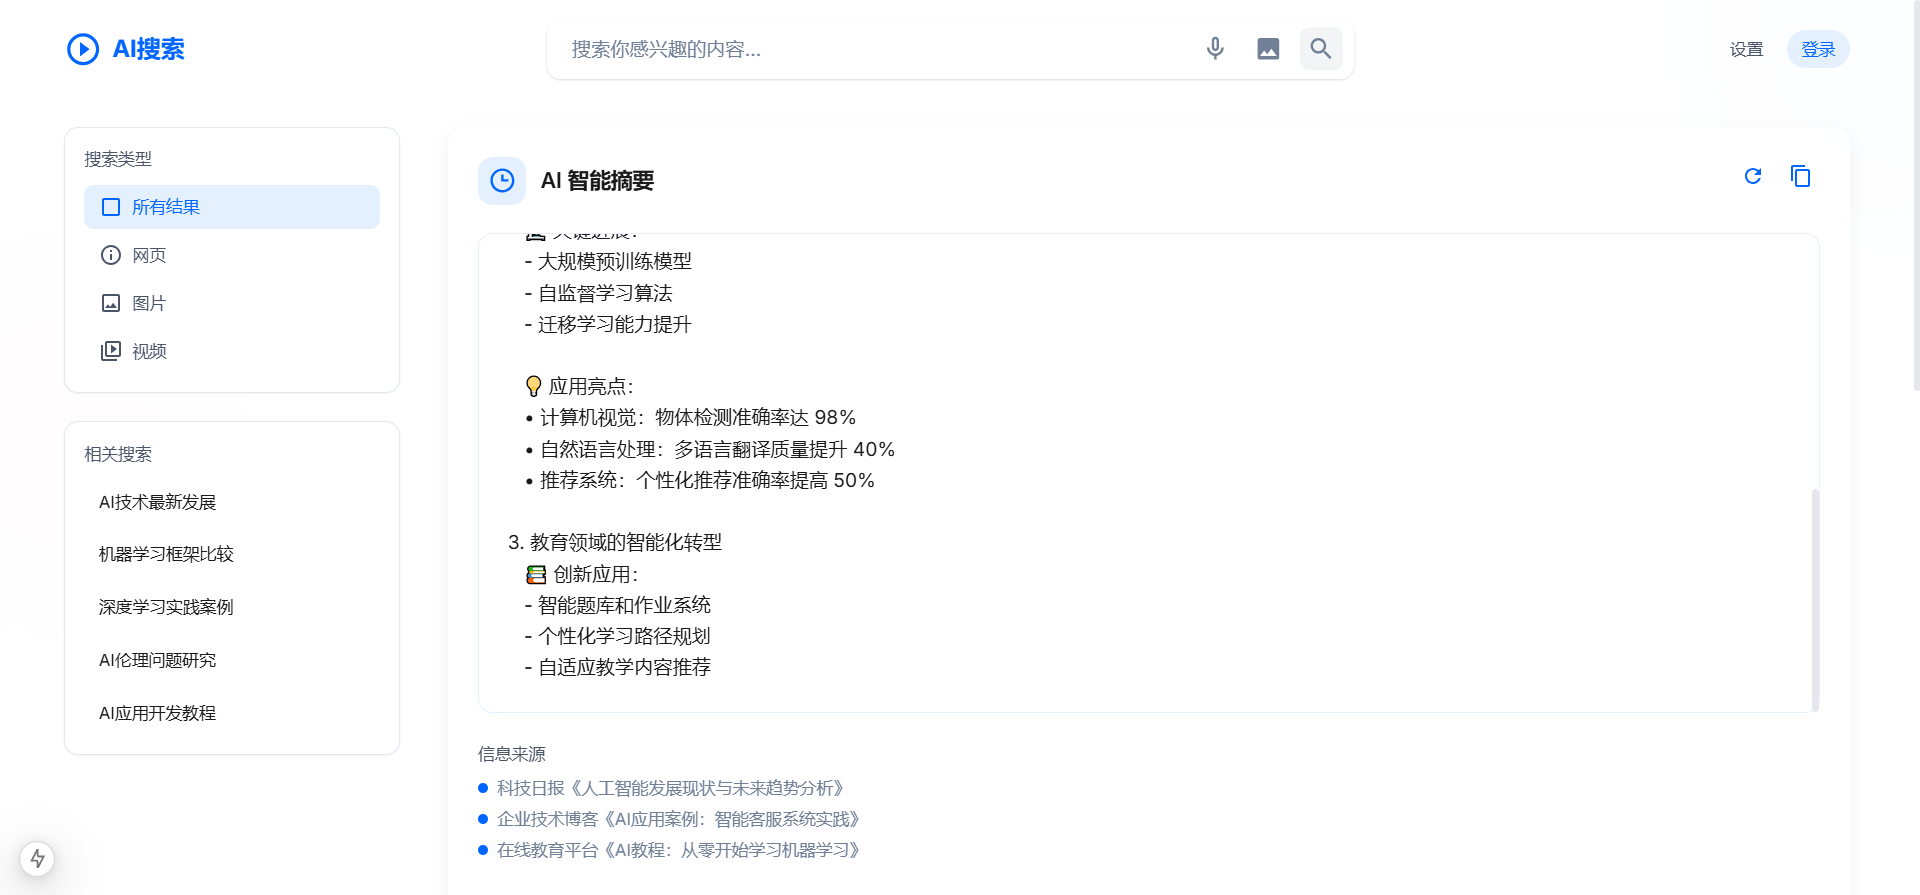 AI搜索
搜索你感兴趣的内容...
设置
登录
搜索类型
所有结果
网页
图片
视频
相关搜索
AI技术最新发展
机器学习框架比较
深度学习实践案例
AI伦理问题研究
AI应用开发教程
AI 智能摘要
关键进展：
- 大规模预训练模型
- 自监督学习算法
- 迁移学习能力提升
💡 应用亮点：
• 计算机视觉：物体检测准确率达 98%
• 自然语言处理：多语言翻译质量提升 40%
• 推荐系统：个性化推荐准确率提高 50%
3. 教育领域的智能化转型
📚 创新应用：
- 智能题库和作业系统
- 个性化学习路径规划
- 自适应教学内容推荐
信息来源
科技日报《人工智能发展现状与未来趋势分析》
企业技术博客《AI应用案例：智能客服系统实践》
在线教育平台《AI教程：从零开始学习机器学习》